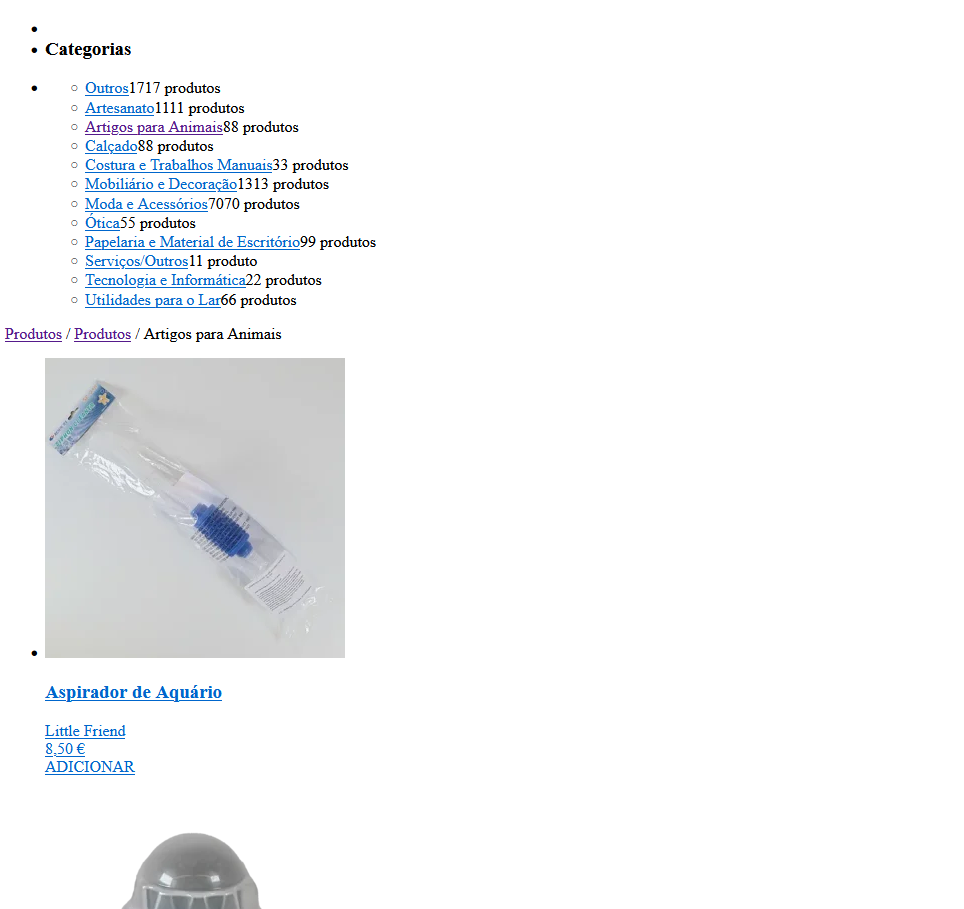 Categorias
Outros1717 produtos
Artesanato1111 produtos
Artigos para Animais88 produtos
Calçado88 produtos
Costura e Trabalhos Manuais33 produtos
Mobiliário e Decoração1313 produtos
Moda e Acessórios7070 produtos
Ótica55 produtos
Papelaria e Material de Escritório99 produtos
Serviços/Outros11 produto
Tecnologia e Informática22 produtos
Utilidades para o Lar66 produtos
Produtos / Produtos / Artigos para Animais
Aspirador de Aquário
Little Friend
8,50 €
ADICIONAR